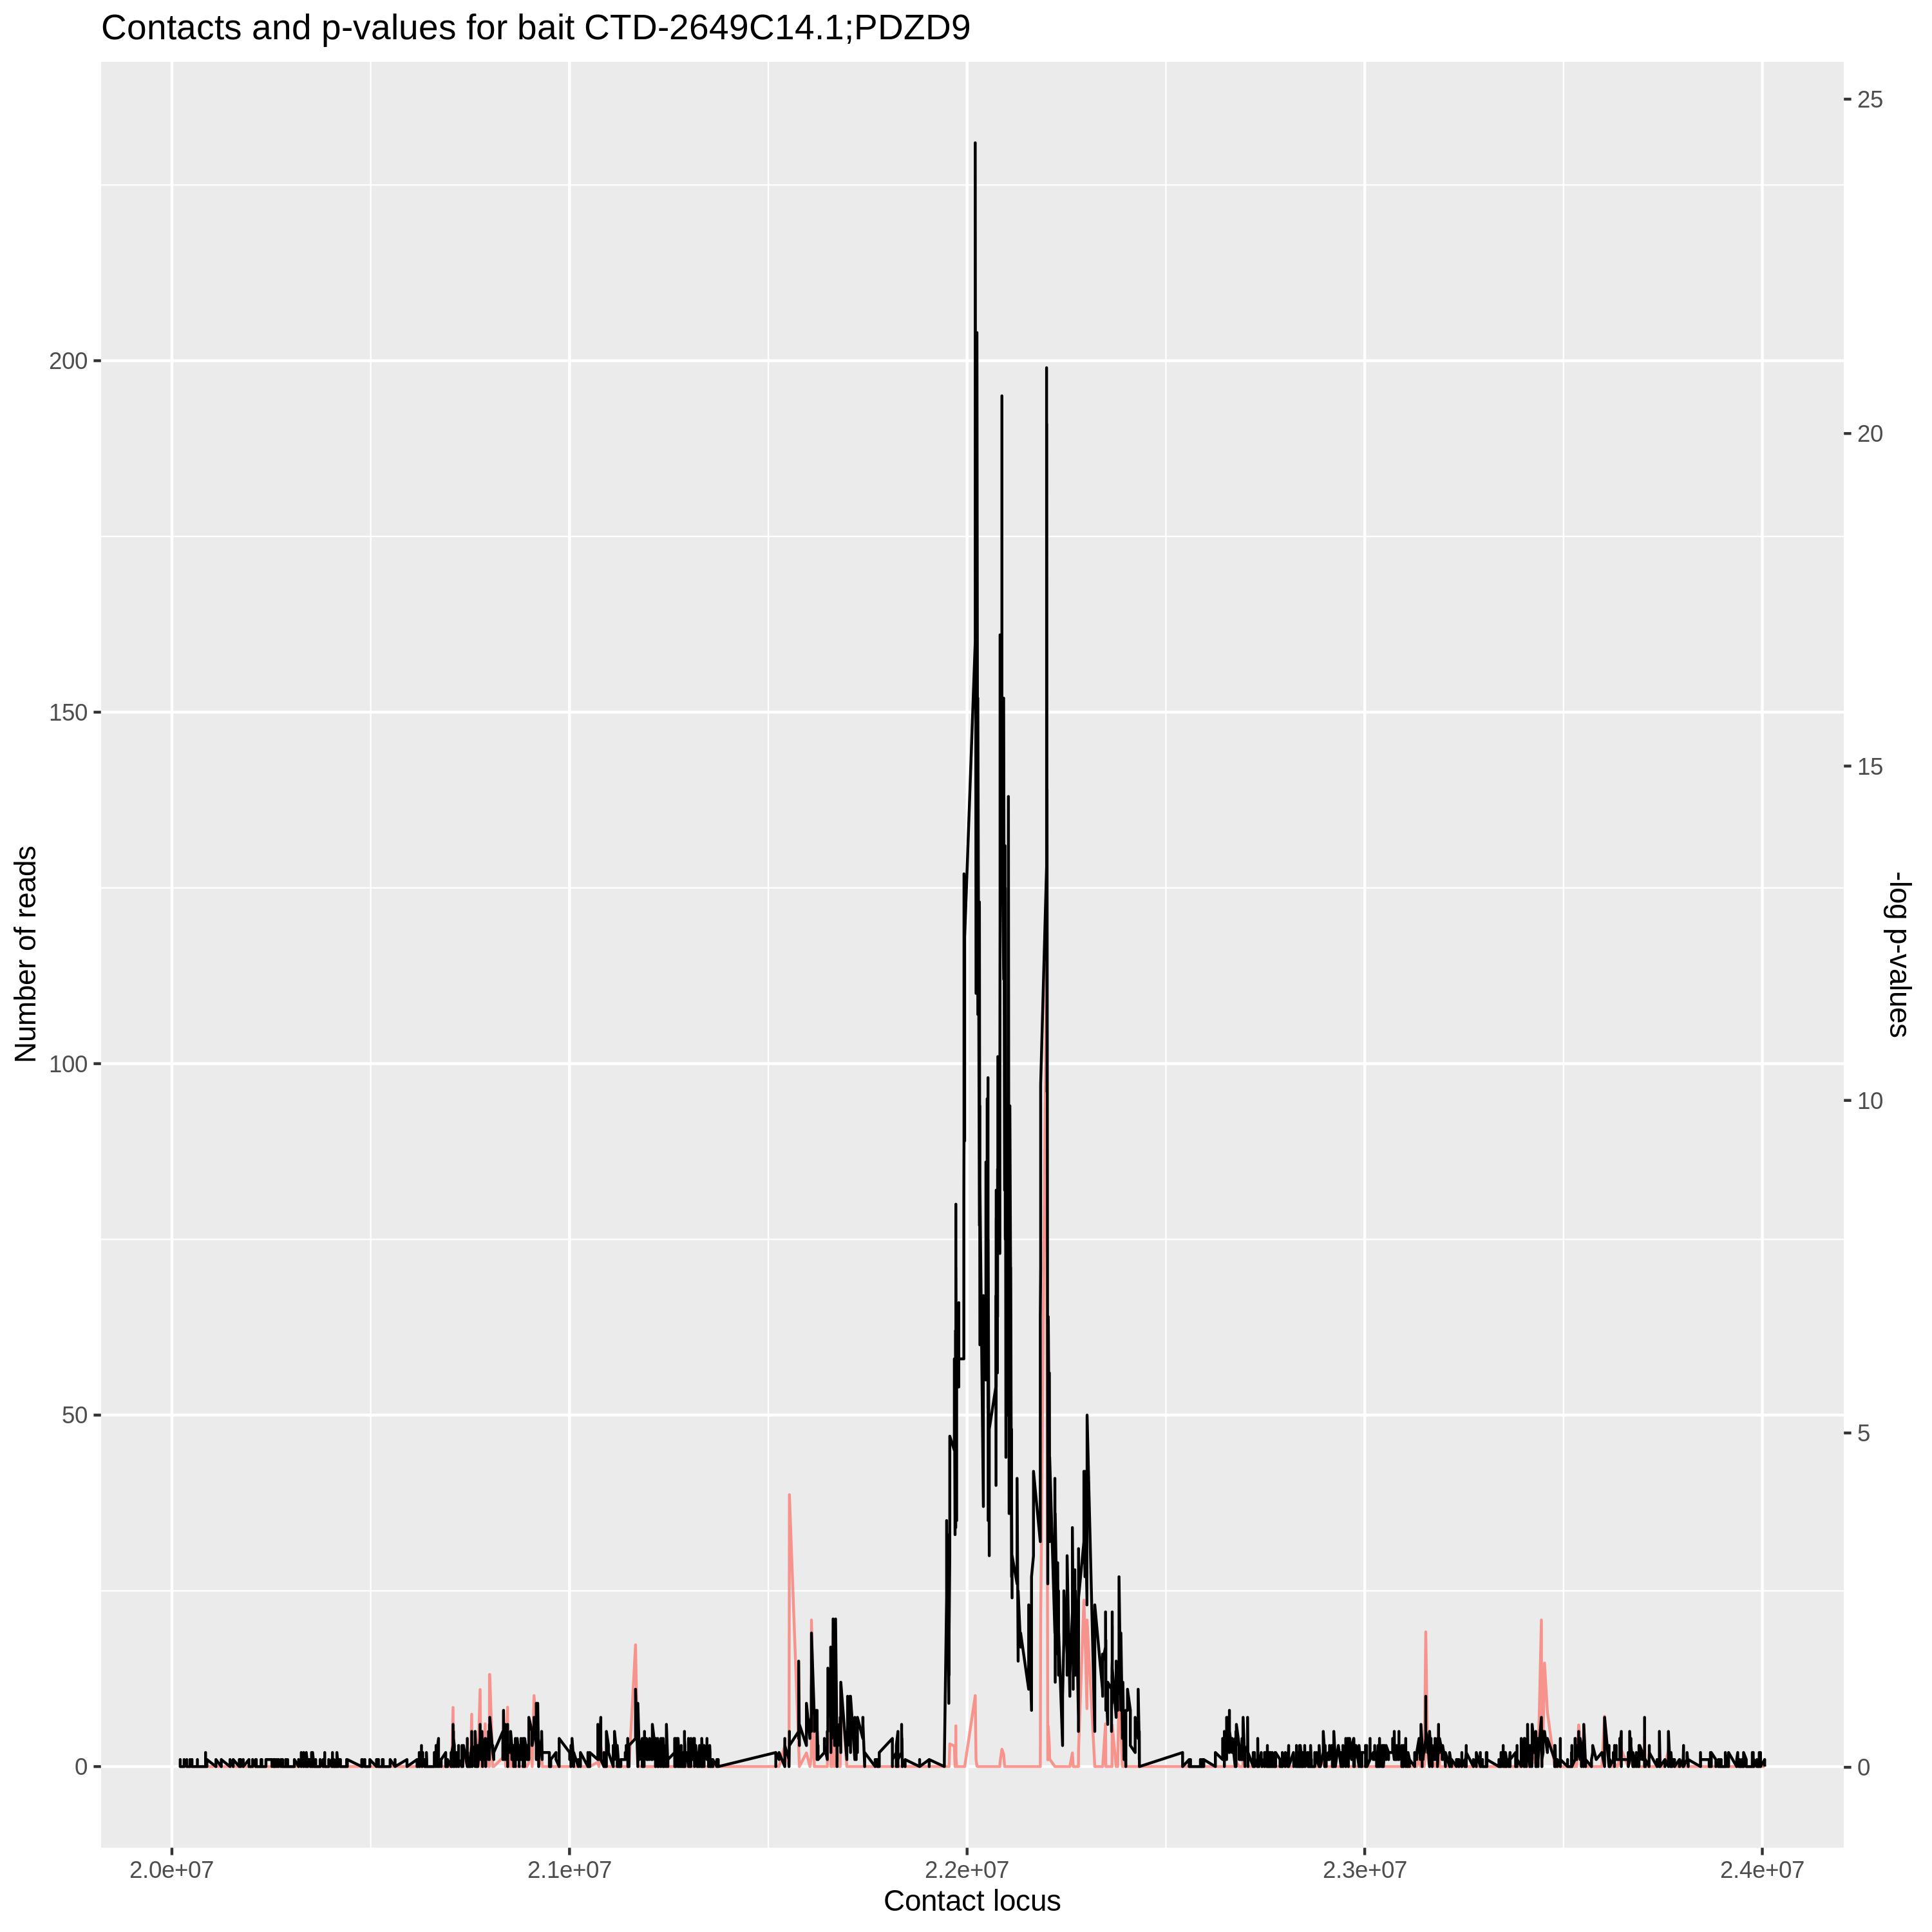 Contacts and p-values for bait CTD-2649C14.1;PDZD9
25
200
20
150
15
Number of reads
-log p-values
100
10
50
5
0
0
2.0e+07
2.1e+07
2.2e+07
2.3e+07
2.4e+07
Contact locus